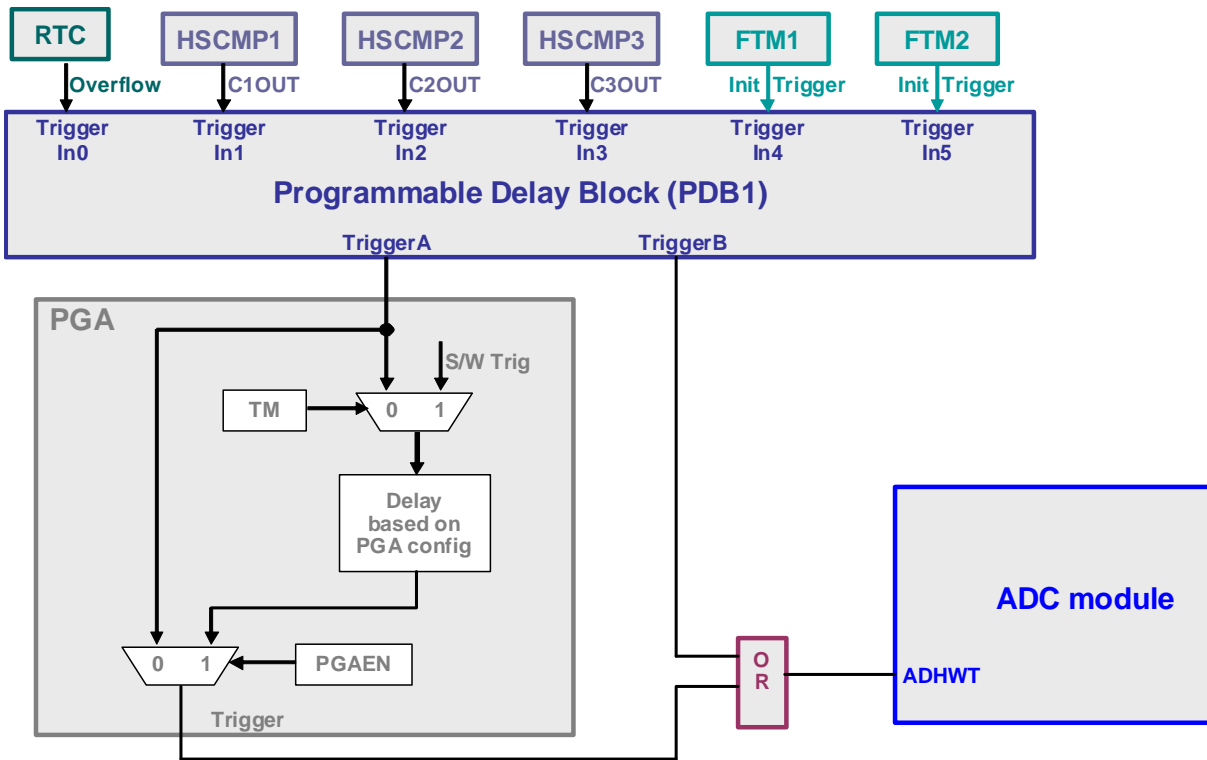 RTC
HSCMP1
HSCMP2
HSCMP3
FTM1
FTM2
Overflow
C1OUT
C2OUT
C3OUT
Init Trigger
Init Trigger
Trigger
In0
Trigger
In1
Trigger
In2
Trigger
In3
Trigger
In4
Trigger
In5
Programmable Delay Block (PDB1)
TriggerA
TriggerB
PGA
S/W Trig
TM
0 1
Delay
based on
PGA config
0 1
PGAEN
Trigger
O
R
ADC module
ADHWT